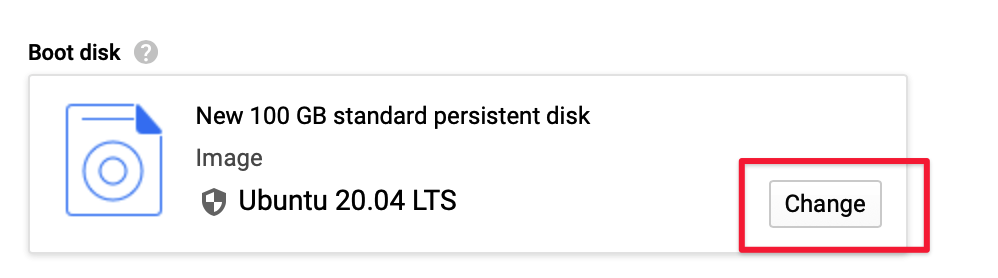 Boot disk ?
New 100 GB standard persistent disk
Image
Ubuntu 20.04 LTS
Change